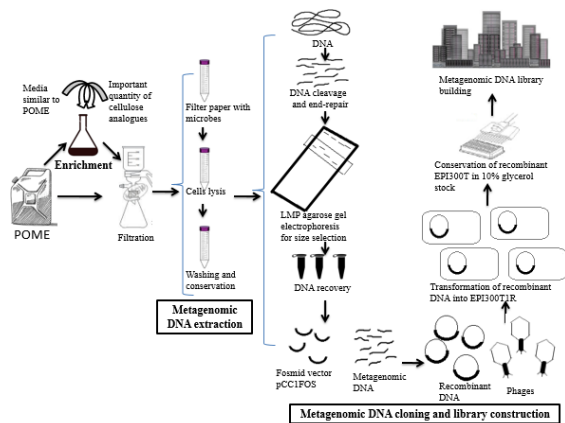 Media
similar to
POME
Important
quantity of
cellulose
analogues
Enrichment
POME
Filtration
Filter paper with
microbes
Cells lysis
Washing and
conservation
Metagenomic
DNA extraction
DNA
DNA cleavage
and end-repair
LMP agarose gel
electrophoresis
for size selection
DNA recovery
Fosmid vector
pCC1FOS
Metagenomic
DNA
Recombinant
DNA
Phages
Transformation of recombinant
DNA into EPI300T1R
Conservation of recombinant
EPI300T in 10% glycerol
stock
Metagenomic DNA library
building
Metagenomic DNA cloning and library construction